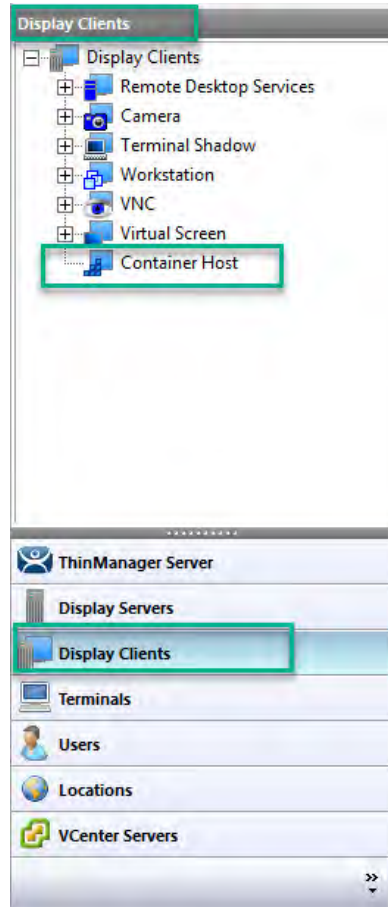 Display Clients
Display Clients
Remote Desktop Services
Camera
Terminal Shadow
Workstation
VNC
Virtual Screen
Container Host
ThinManager Server
Display Servers
Display Clients
Terminals
Users
Locations
VCenter Servers